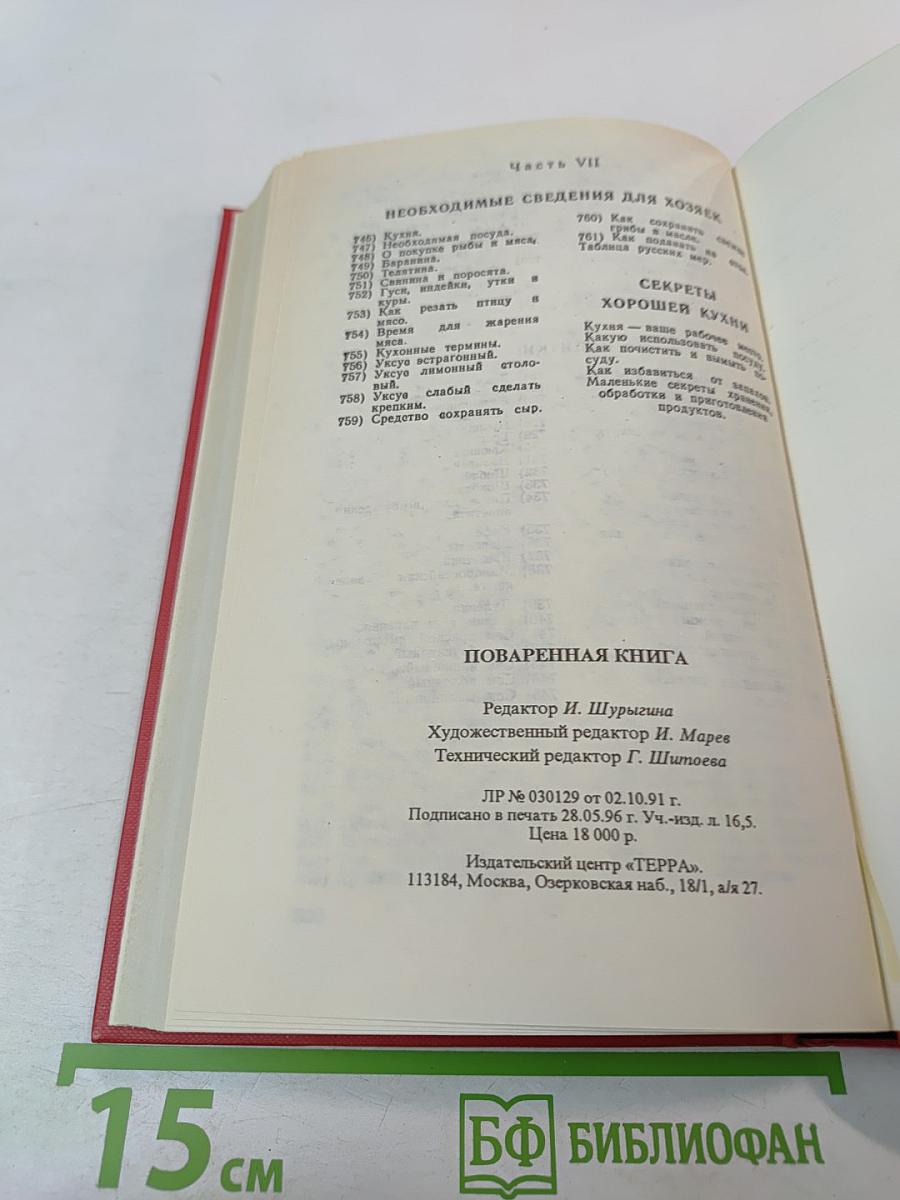 Часть VII
НЕОБХОДИМЫЕ СВЕДЕНИЯ ДЛЯ ХОЗЯЕК
746) Кухня.
747) Необходимая посуда.
748) О покупке рыбы и мяса.
749) Баранина.
750) Телятина.
751) Свинина и поросята.
752) Гуси, индейки, утки и
куры.
753) Как резать птицу и
мясо.
754) Время для жарения
мяса.
755) Кухонные термины.
756) Уксус эстрагонный.
757) Уксус лимонный столо-
вый.
758) Уксус слабый сделать
крепким.
759) Средство сохранять сыр.
760) Как сохранять свежие
грибы в масле.
761) Как подавать на стол.
Таблица русских мер.
СЕКРЕТЫ
ХОРОШЕЙ КУХНИ
Кухня — ваше рабочее место.
Какую использовать посуду.
Как почистить и вымыть по-
суду.
Как избавиться от запахов.
Маленькие секреты хранения,
обработки и приготовления
продуктов.
ПОВАРЕННАЯ КНИГА
Редактор И. Шурыгина
Художественный редактор И. Марев
Технический редактор Г. Шитоева
ЛР № 030129 от 02.10.91 г.
Подписано в печать 28.05.96 г. Уч.-изд. л. 16,5.
Цена 18 000 р.
Издательский центр «ТЕРРА».
113184, Москва, Озерковская наб., 18/1, а/я 27.
15 см
БФ БИБЛИОФАН